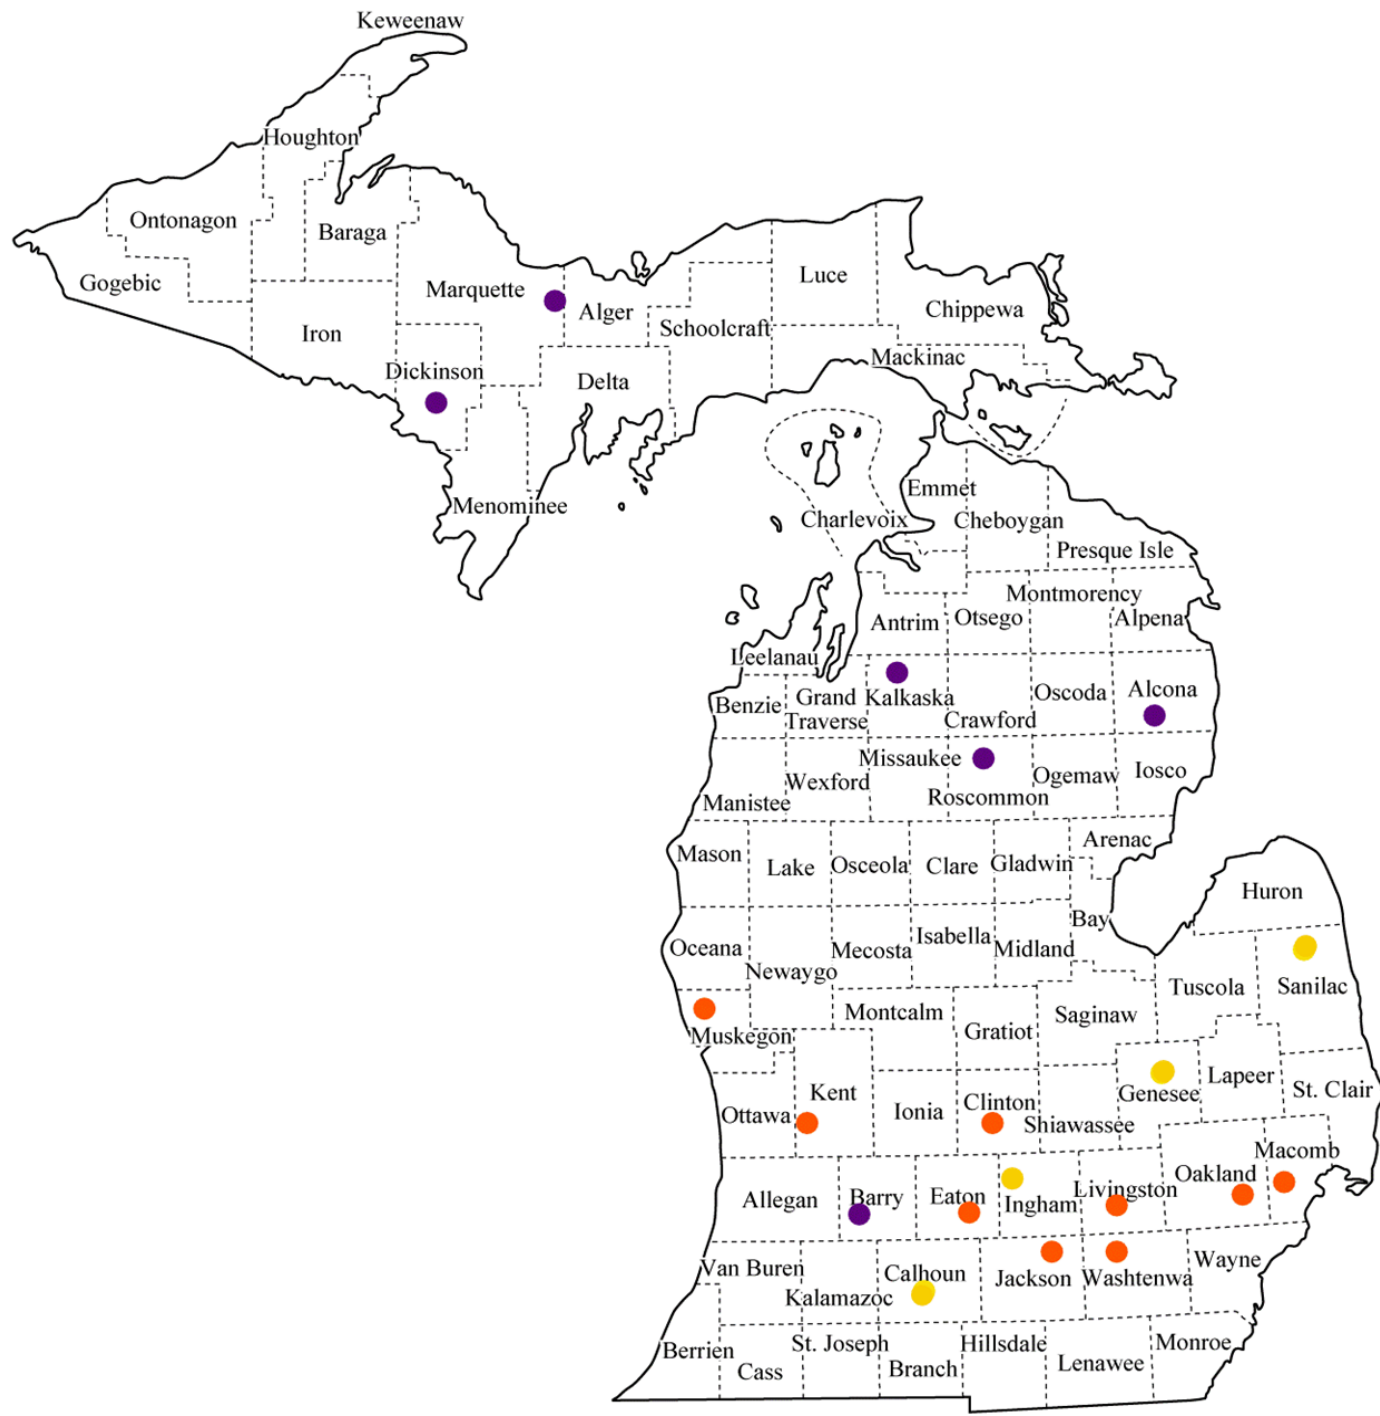 Keweenaw
Houghton
Ontonagon
Baraga
Gogebic
Marquette
Luce
Alger
Chippewa
Iron
Schoolcraft
Mackinac
Dickinson
Delta
Menominee
Emmet
Charlevoix
Cheboygan
Presque Isle
Montmorency
Antrim
Otsego
Alpena
Leelanau
Benzie
Grand
Traverse
Kalkaska
Crawford
Oscoda
Alcona
Missaukee
Wexford
Manistee
Roscommon
Ogemaw
Iosco
Arenac
Mason
Lake
Osceola
Clare
Gladwin
Huron
Bay
Oceana
Newaygo
Mecosta
Isabella
Midland
Tuscola
Sanilac
Montcalm
Gratiot
Saginaw
Muskegon
Kent
Ottawa
Ionia
Clinton
Shiawassee
Genesee
Lapeer
St. Clair
Macomb
Oakland
Allegan
Barry
Eaton
Ingham
Livingston
Van Buren
Kalamazoc
Calhoun
Jackson
Washtenwa
Wayne
Berrien
Cass
St. Joseph
Branch
Hillsdale
Lenawee
Monroe